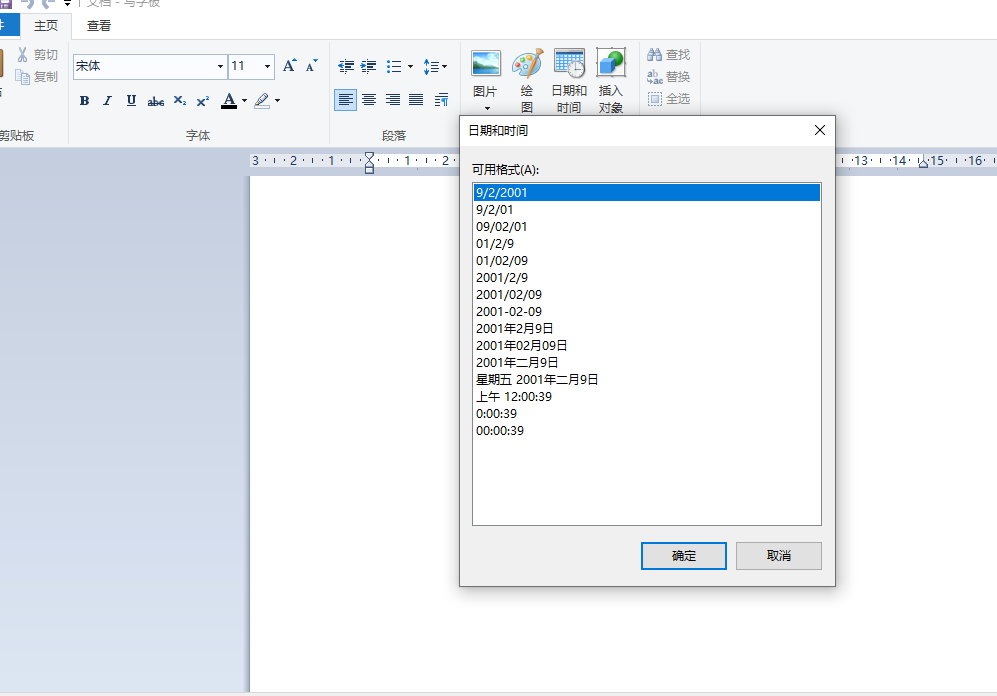 文档 - 写字板
主页 查看
剪切
复制
剪贴板
宋体 11
B I U abc X₂ X²
A
字体
段落
图片
绘图
日期和时间
插入对象
查找
替换
全选
3 2 1 1 2 13 14 15 16
日期和时间
可用格式(A):
9/2/2001
9/2/01
09/02/01
01/2/9
01/02/09
2001/2/9
2001/02/09
2001-02-09
2001年2月9日
2001年02月09日
2001年二月9日
星期五 2001年二月9日
上午 12:00:39
0:00:39
00:00:39
确定 取消